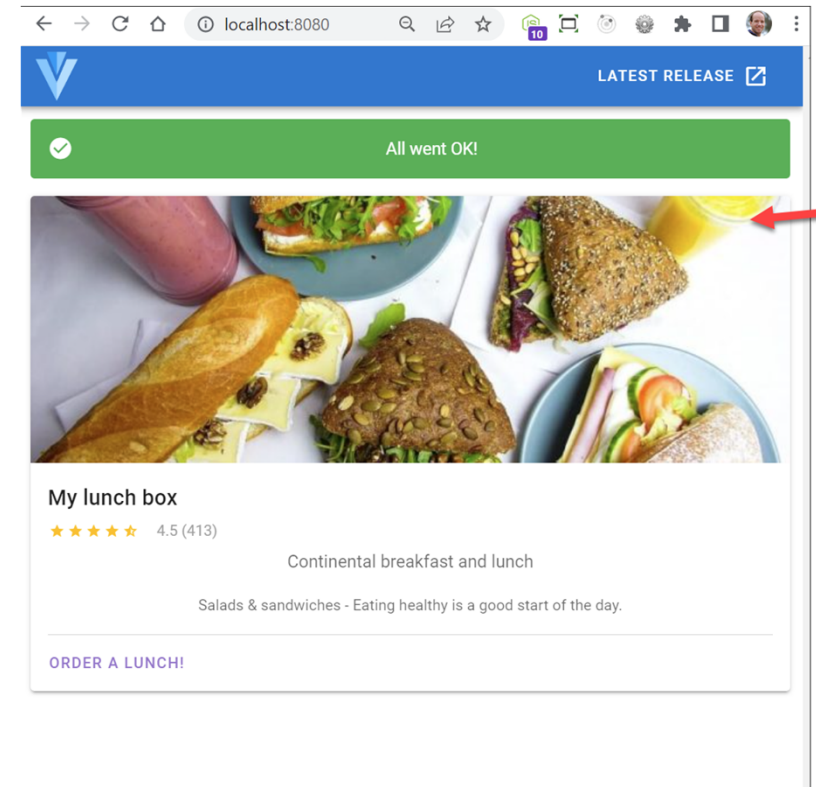 localhost:8080
10
LATEST RELEASE
All went OK!
My lunch box
4.5 (413)
Continental breakfast and lunch
Salads & sandwiches - Eating healthy is a good start of the day.
ORDER A LUNCH!